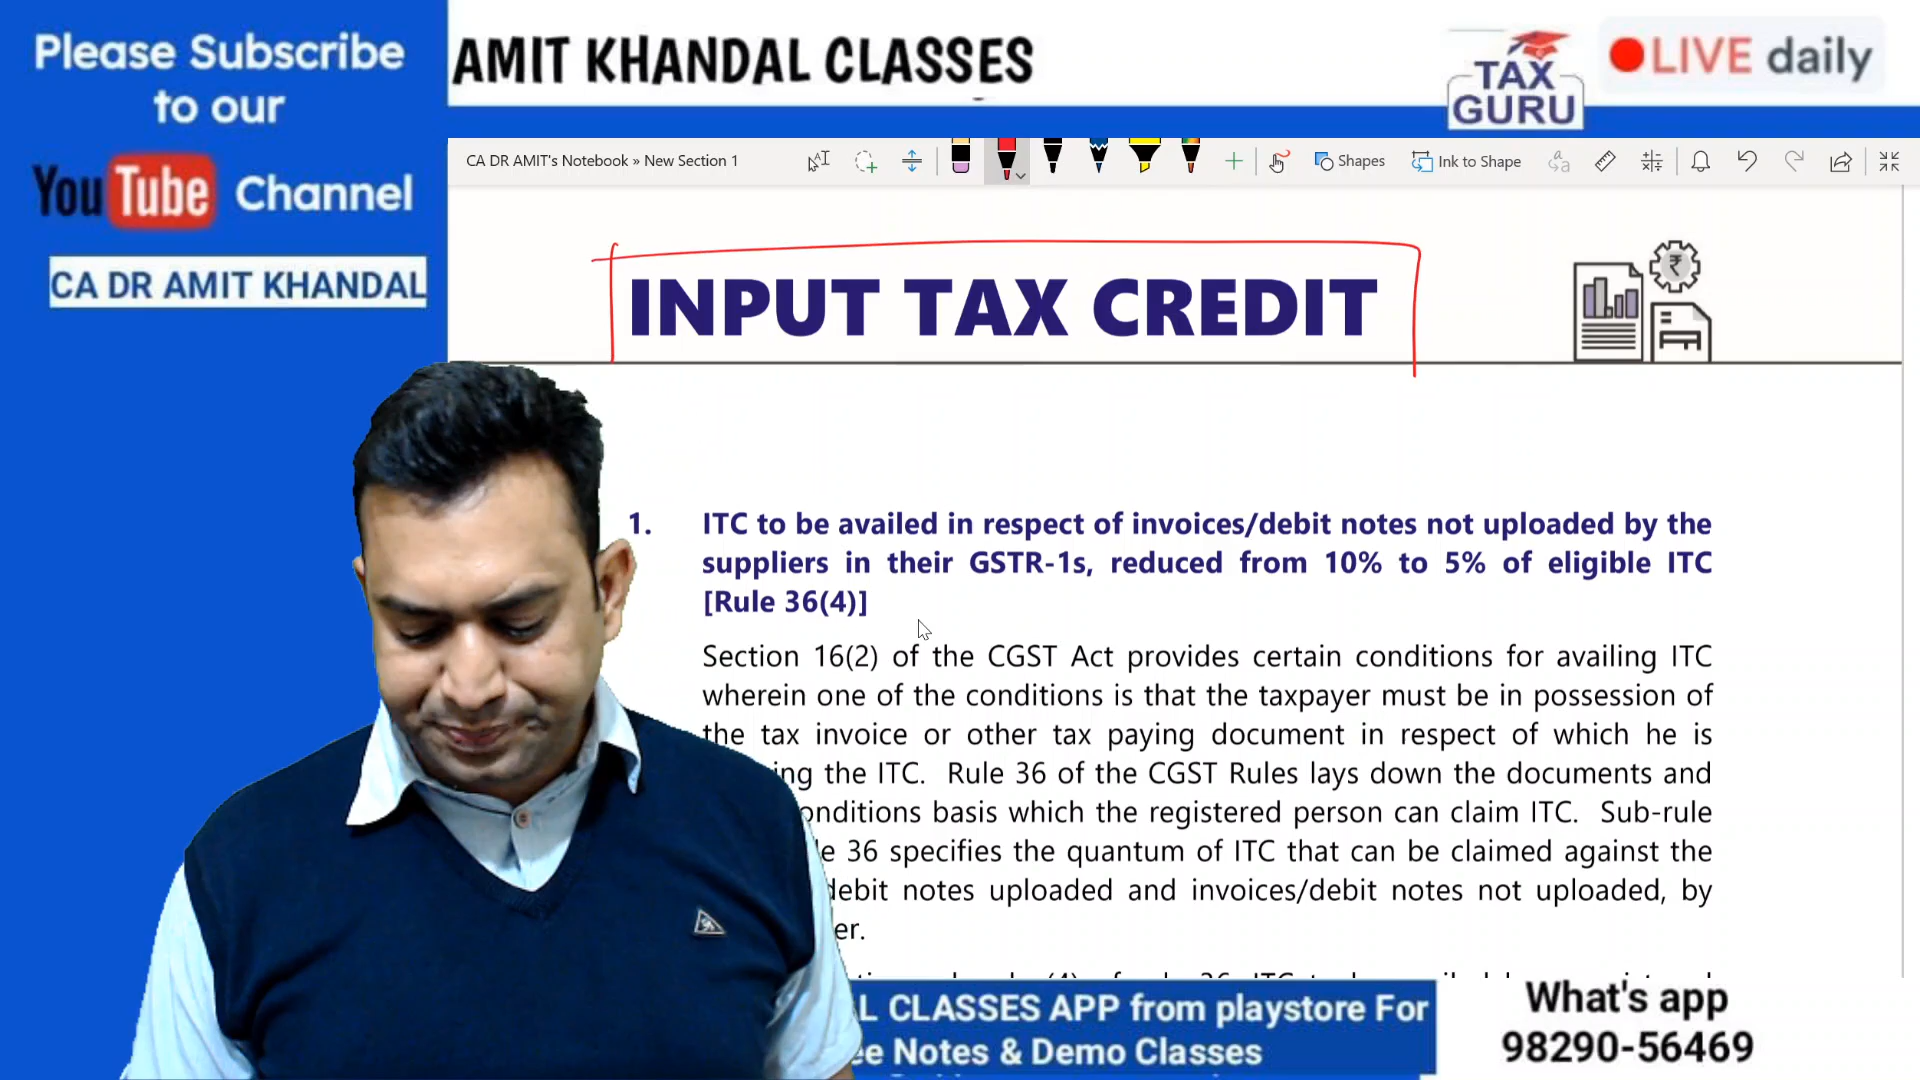 Please Subscribe
to our
YouTube Channel
CA DR AMIT KHANDAL
AMIT KHANDAL CLASSES
TAX
GURU
LIVE daily
CA DR AMIT's Notebook » New Section 1
Shapes
Ink to Shape
INPUT TAX CREDIT
1. ITC to be availed in respect of invoices/debit notes not uploaded by the
suppliers in their GSTR-1s, reduced from 10% to 5% of eligible ITC
[Rule 36(4)]
Section 16(2) of the CGST Act provides certain conditions for availing ITC
wherein one of the conditions is that the taxpayer must be in possession of
the tax invoice or other tax paying document in respect of which he is
ing the ITC. Rule 36 of the CGST Rules lays down the documents and
onditions basis which the registered person can claim ITC. Sub-rule
e 36 specifies the quantum of ITC that can be claimed against the
debit notes uploaded and invoices/debit notes not uploaded, by
er.
L CLASSES APP from playstore For
ee Notes & Demo Classes
What's app
98290-56469